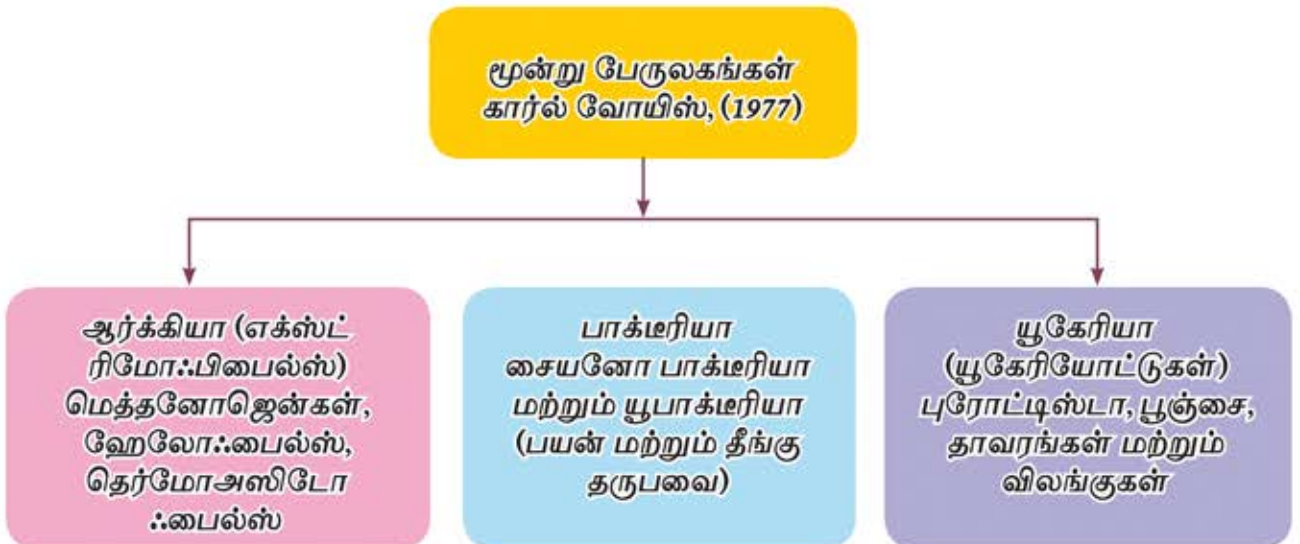 மூன்று பேருலகங்கள்
கார்ல் வோயிஸ், (1977)
ஆர்க்கியா (எக்ஸ்ட்
ரிமோஃபிபைல்ஸ்)
மெத்தனோஜென்கள்,
ஹேலோஃபைல்ஸ்,
தெர்மோஅஸிடோ
ஃபைல்ஸ்
பாக்டீரியா
சையனோ பாக்டீரியா
மற்றும் யூபாக்டீரியா
(பயன் மற்றும் தீங்கு
தருபவை)
யூகேரியா
(யூகேரியோட்டுகள்)
புரோட்டிஸ்டா, பூஞ்சை,
தாவரங்கள் மற்றும்
விலங்குகள்